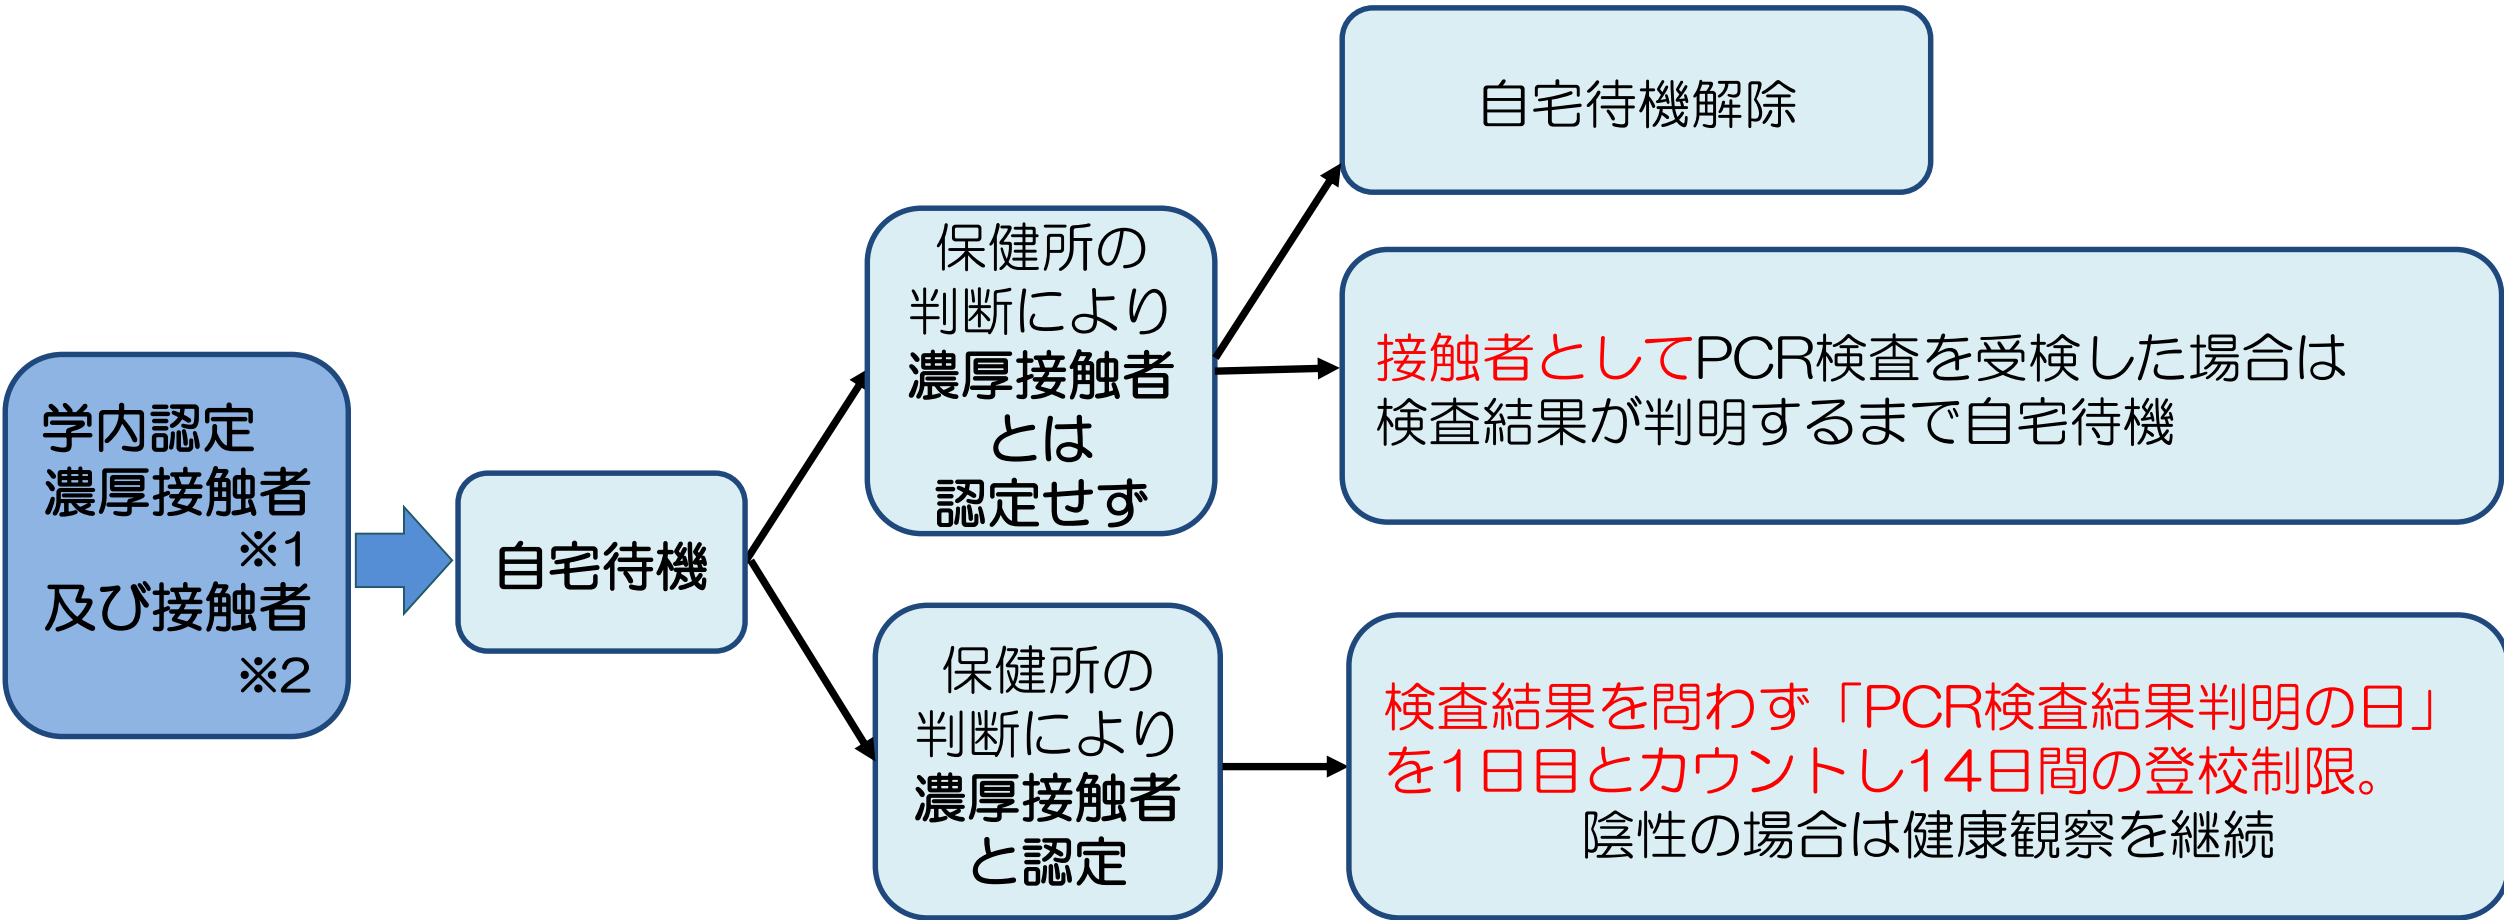 学内認定
濃厚接触者
※1
及び接触者
※2
自宅待機
保健所の
判断により
濃厚接触者
とは
認定せず
保健所の
判断により
濃厚接触者
と認定
自宅待機解除
接触者としてPCR検査を受検した場合は
検査結果が判明するまで自宅待機
検査結果を問わず「PCR検査結果判明の日」
を1日目とカウントし14日間の登校禁止。
陰性の場合は健康観察を継続